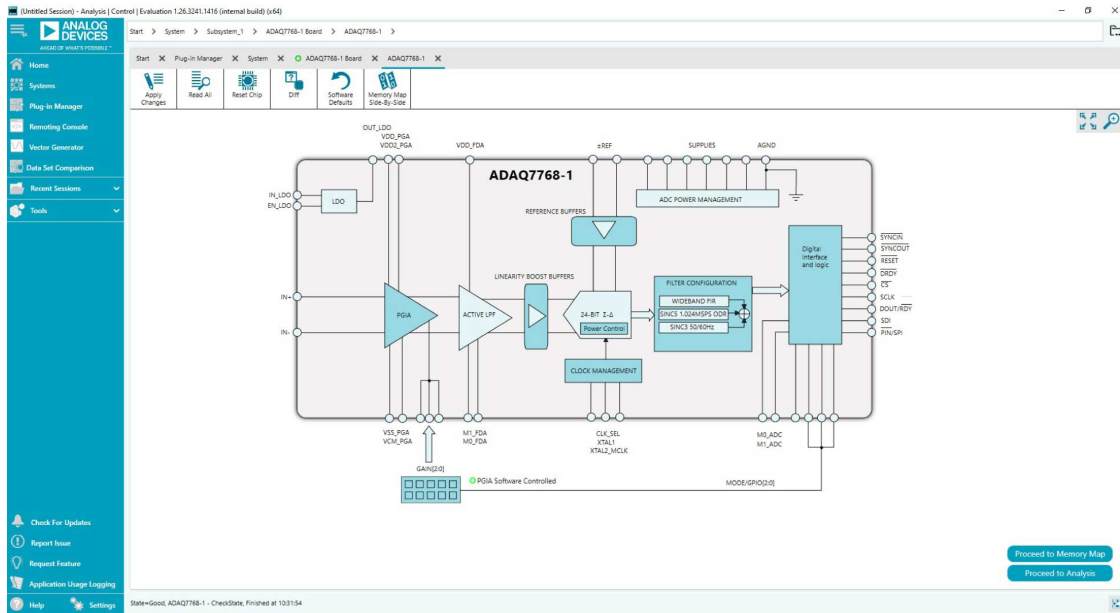 (Untitled Session) - Analysis | Control | Evaluation 1.26.3241.1416 (internal build) (x64)
ANALOG
DEVICES
AHEAD OF WHAT'S POSSIBLE™
Home
Systems
Plug-in Manager
Remoting Console
Vector Generator
Data Set Comparison
Recent Sessions
Tools
Check For Updates
Report Issue
Request Feature
Application Usage Logging
Help
Settings
Start > System > Subsystem_1 > ADAQ7768-1 Board > ADAQ7768-1 >
Start X Plug-in Manager X System X ADAQ7768-1 Board X ADAQ7768-1 X
Apply
Changes
Read All
Reset Chip
Diff
Software
Defaults
Memory Map
Side-By-Side
OUT_LDO
VDD_PGA
VDD2_PGA
VDD_FDA
±REF
SUPPLIES
AGND
ADAQ7768-1
IN_LDO
EN_LDO
LDO
ADC POWER MANAGEMENT
REFERENCE BUFFERS
Digital
interface
and logic
SYNCIN
SYNCOUT
RESET
DRDY
CS
SCLK
DOUT/RDY
SDI
PIN/SPI
LINEARITY BOOST BUFFERS
FILTER CONFIGURATION
WIDEBAND FIR
SINC5 1.024MSPS ODR
SINC3 50/60Hz
IN+
IN-
PGIA
ACTIVE LPF
24-BIT Σ-Δ
Power Control
CLOCK MANAGEMENT
VSS_PGA
VCM_PGA
M1_FDA
M0_FDA
CLK_SEL
XTAL1
XTAL2_MCLK
M0_ADC
M1_ADC
GAIN[2:0]
PGIA Software Controlled
MODE/GPIO[2:0]
Proceed to Memory Map
Proceed to Analysis
State=Good, ADAQ7768-1 - CheckState, Finished at 10:31:54